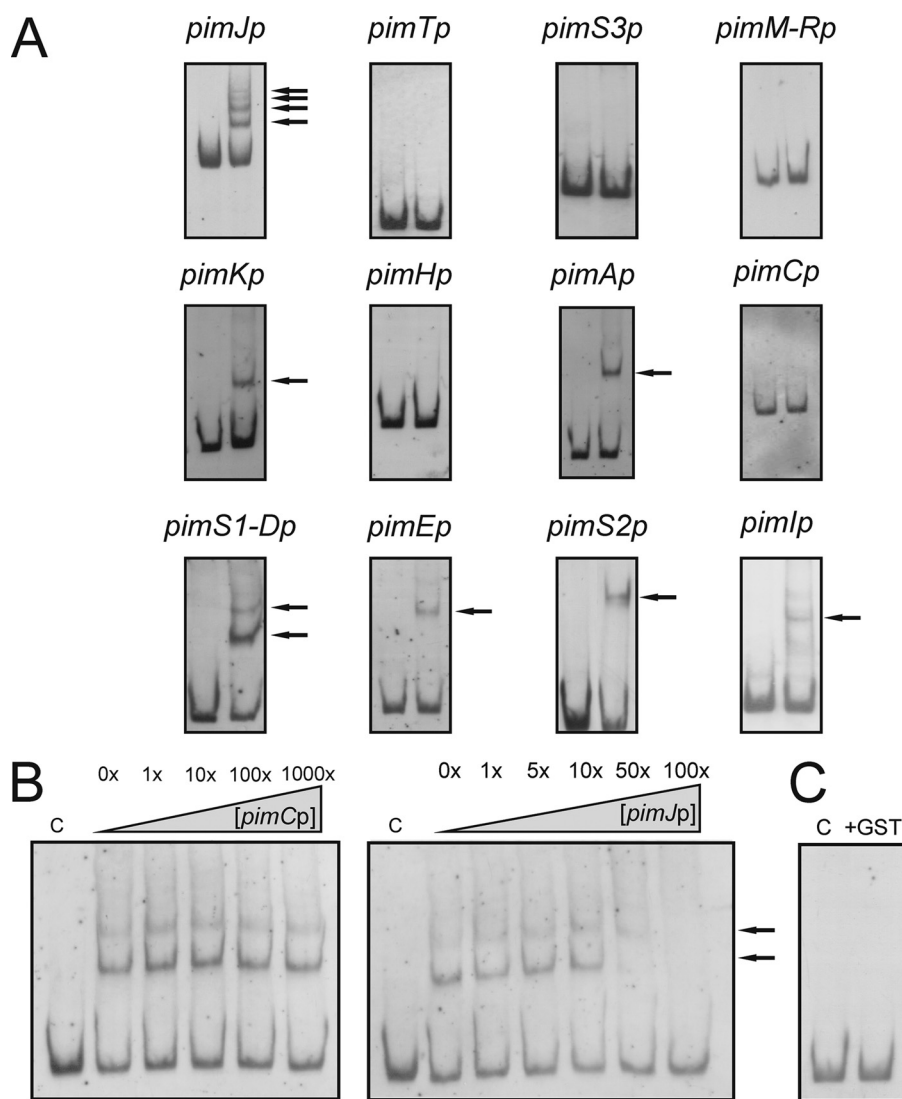 A
pimJp pimTp pimS3p pimM-Rp
pimKp pimHp pimAp pimCp
pimS1-Dp pimEp pimS2p pimIp
B
0x 1x 10x 100x 1000x
[pimCp]
C
0x 1x 5x 10x 50x 100x
[pimJp]
C
C
C +GST